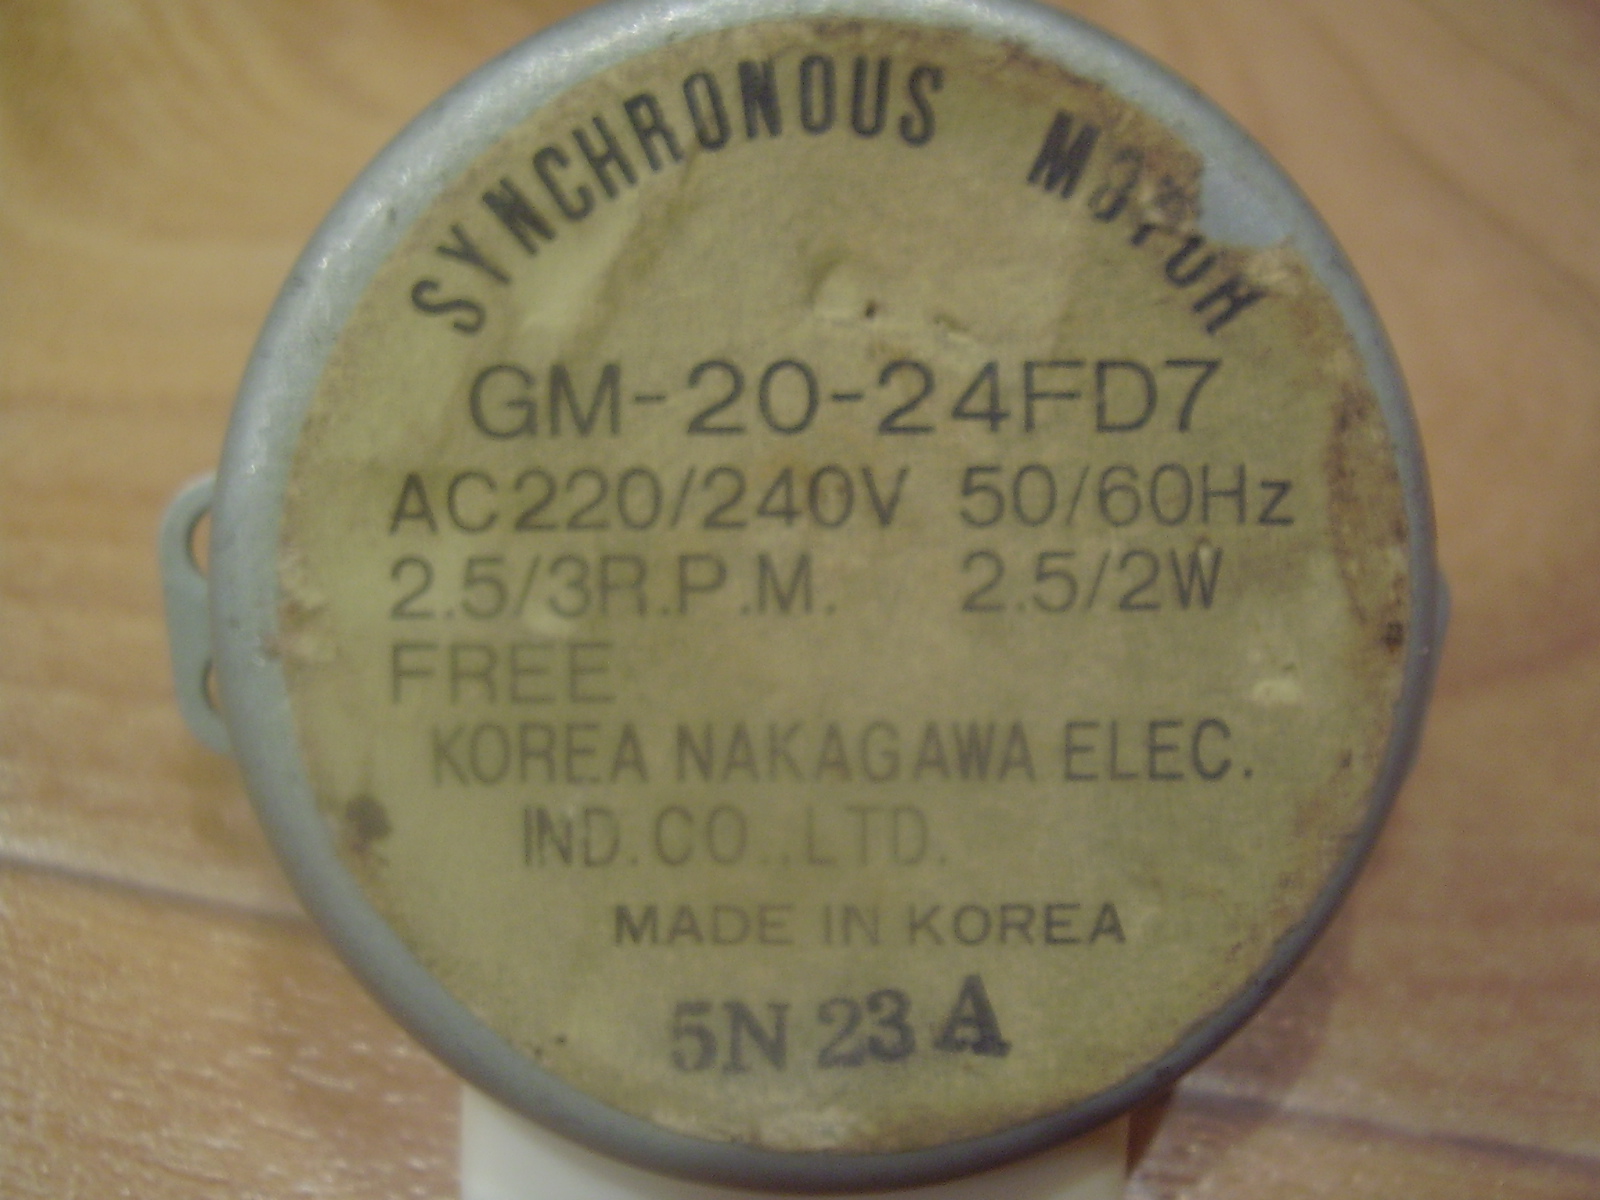 SYNCHRONOUS MOTOR
GM-20-24FD7
AC220/240V 50/60Hz
2.5/3R.P.M. 2.5/2W
FREE
KOREA NAKAGAWA ELEC.
IND.CO.,LTD.
MADE IN KOREA
5N 23 A